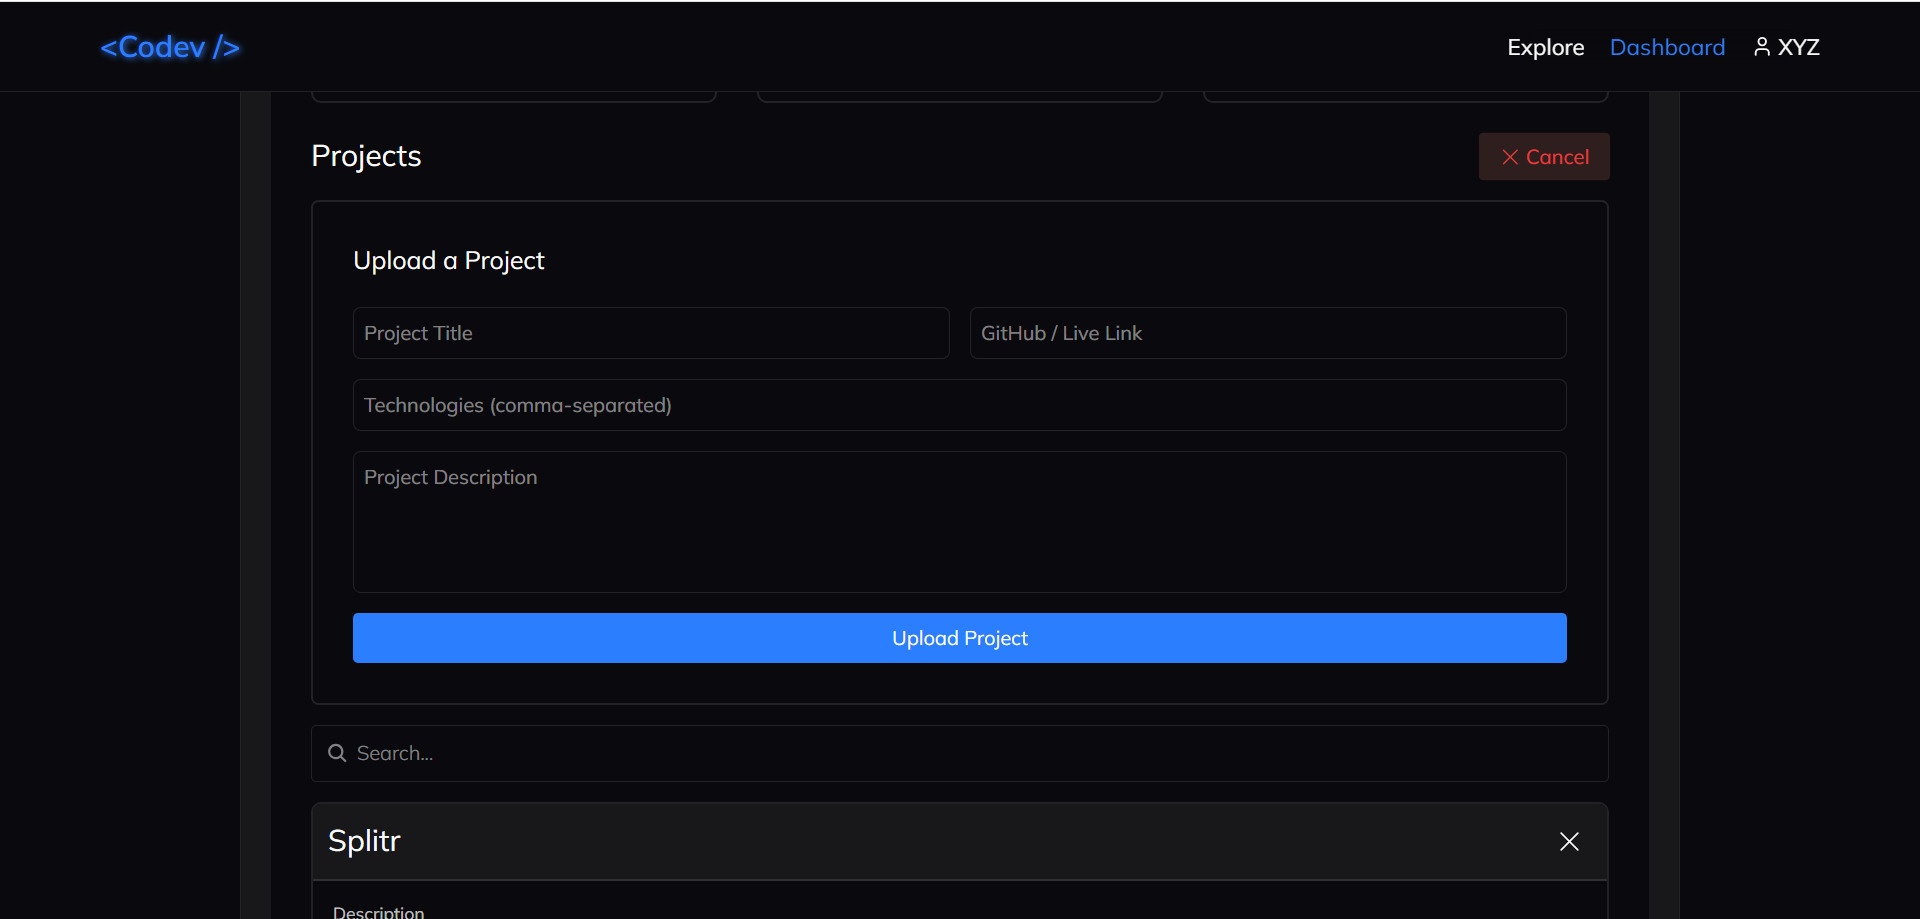 <Codev />
Explore Dashboard XYZ
Projects
Cancel
Upload a Project
Project Title
GitHub / Live Link
Technologies (comma-separated)
Project Description
Upload Project
Search...
Splitr
Description